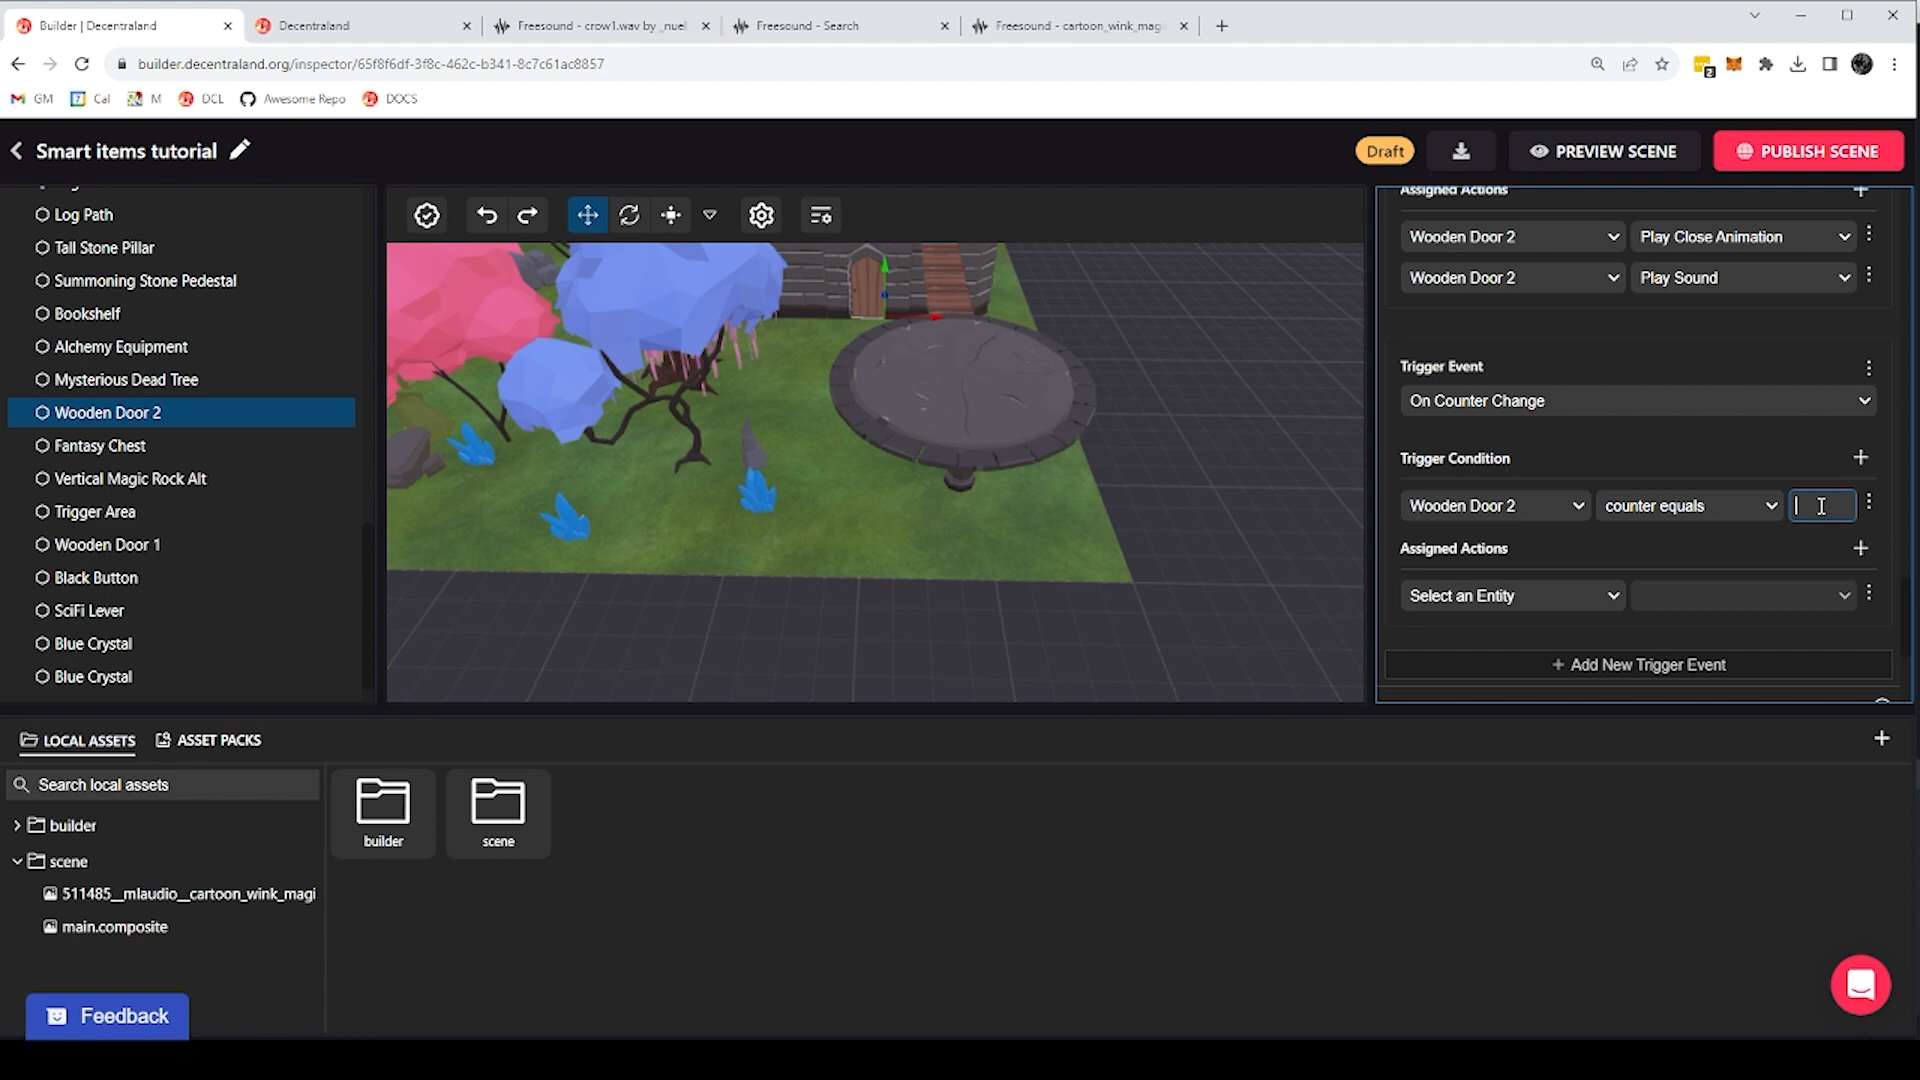 Builder | Decentraland
Decentraland
Freesound - crow1.wav by _nuel
Freesound - Search
Freesound - cartoon_wink_magi
builder.decentraland.org/inspector/65f8f6df-3f8c-462c-b341-8c7c61ac8857
2
GM
7
Cal
M
DCL
Awesome Repo
DOCS
Smart items tutorial
Draft
PREVIEW SCENE
PUBLISH SCENE
Log Path
Tall Stone Pillar
Summoning Stone Pedestal
Bookshelf
Alchemy Equipment
Mysterious Dead Tree
Wooden Door 2
Fantasy Chest
Vertical Magic Rock Alt
Trigger Area
Wooden Door 1
Black Button
SciFi Lever
Blue Crystal
Blue Crystal
Assigned Actions
Wooden Door 2 Play Close Animation
Wooden Door 2 Play Sound
Trigger Event
On Counter Change
Trigger Condition
Wooden Door 2 counter equals
Assigned Actions
Select an Entity
+ Add New Trigger Event
LOCAL ASSETS
ASSET PACKS
Search local assets
builder
scene
511485__mlaudio__cartoon_wink_magi
main.composite
builder
scene
Feedback